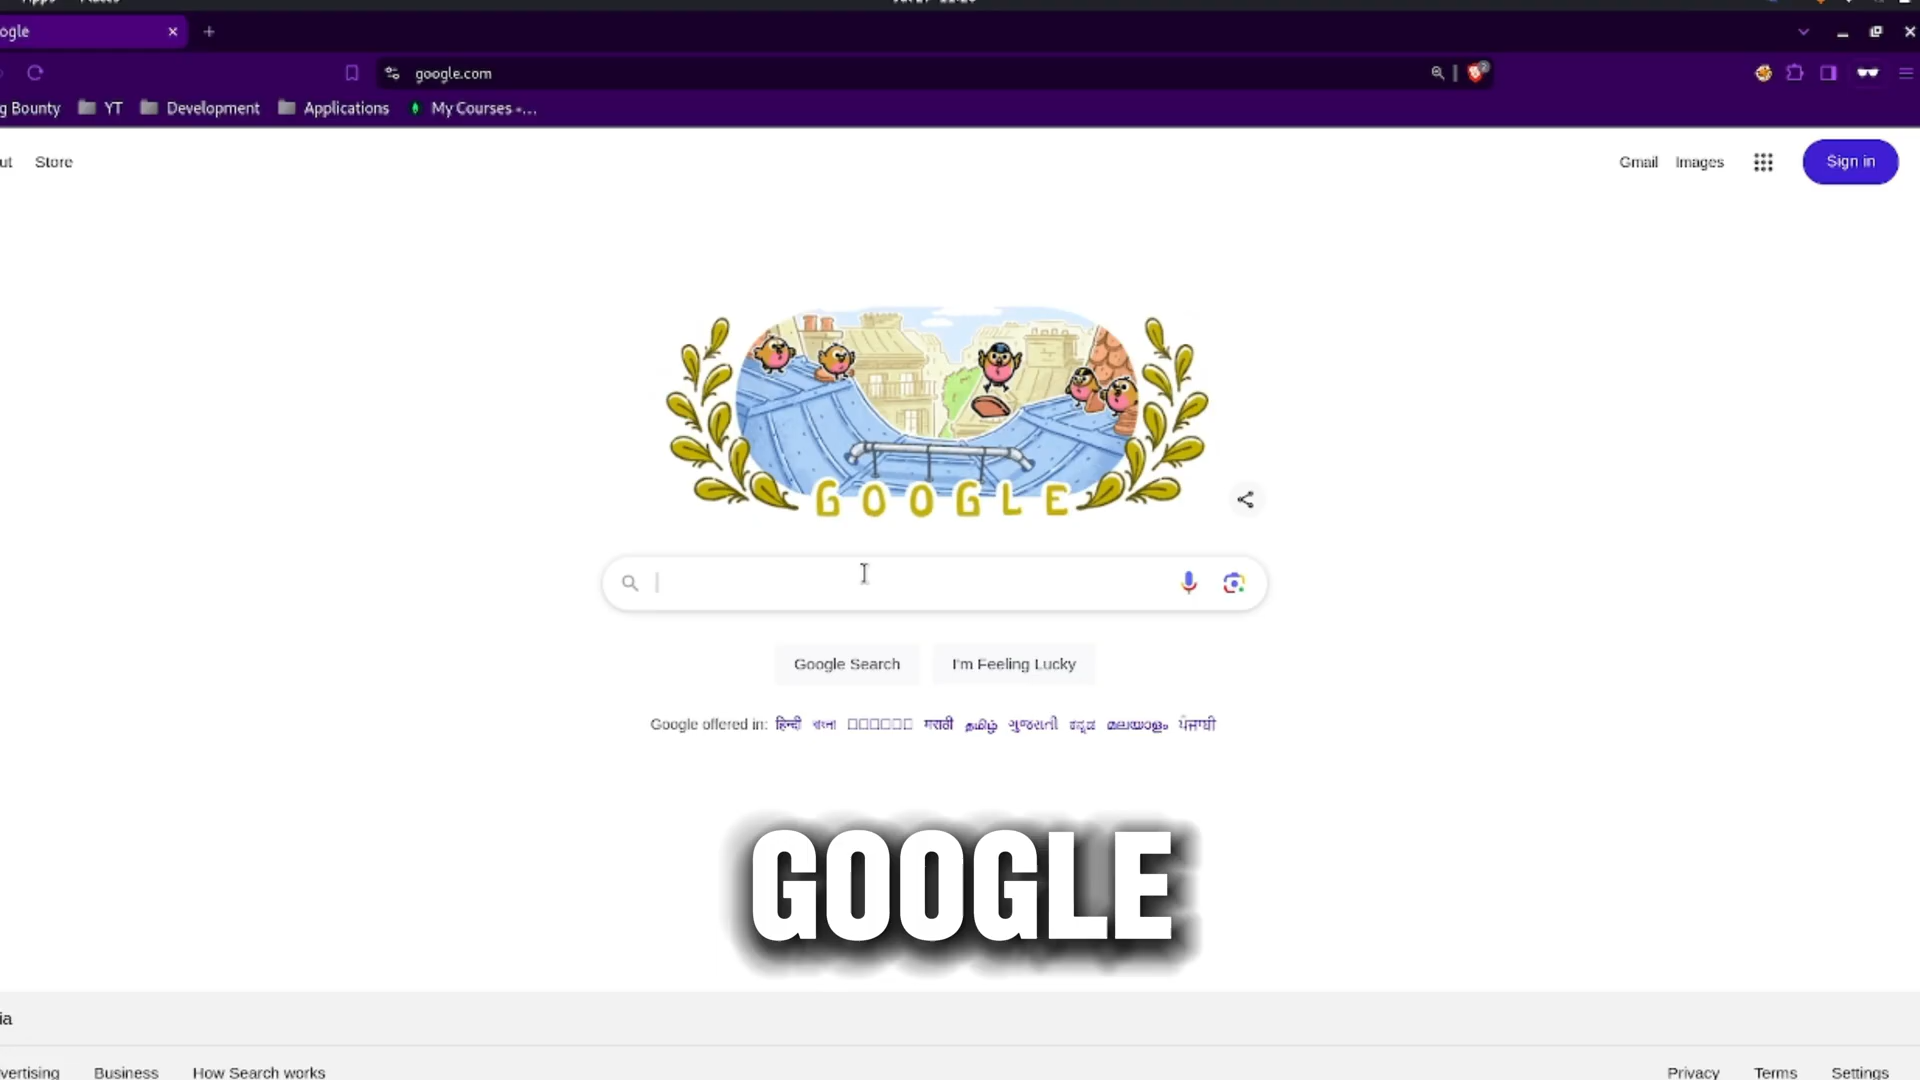 ogle
google.com
g Bounty YT Development Applications My Courses -...
ut Store
Gmail Images Sign in
GOOGLE
Google Search I'm Feeling Lucky
Google offered in: हिन्दी বাংলা मराठी தமிழ் ગુજરાતી ಕನ್ನಡ മലയാളം ਪੰਜਾਬੀ
GOOGLE
ia
vertising Business How Search works
Privacy Terms Settings